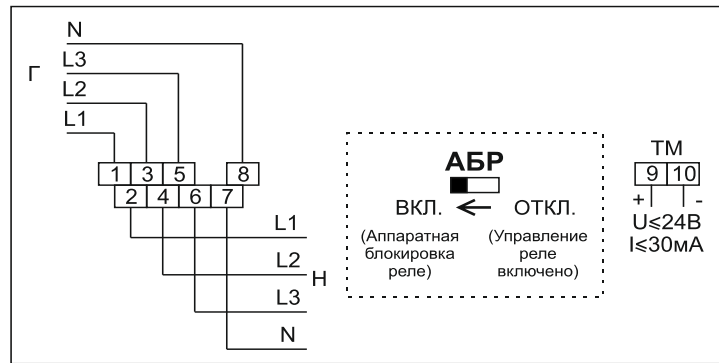 N
L3
Г
L2
L1
1 3 5 8
2 4 6 7
L1
L2
Н
L3
N
АБР
ВКЛ. ОТКЛ.
(Аппаратная
блокировка
реле)
(Управление
реле
включено)
ТМ
9 10
+ -
U⩽24В
I⩽30мА